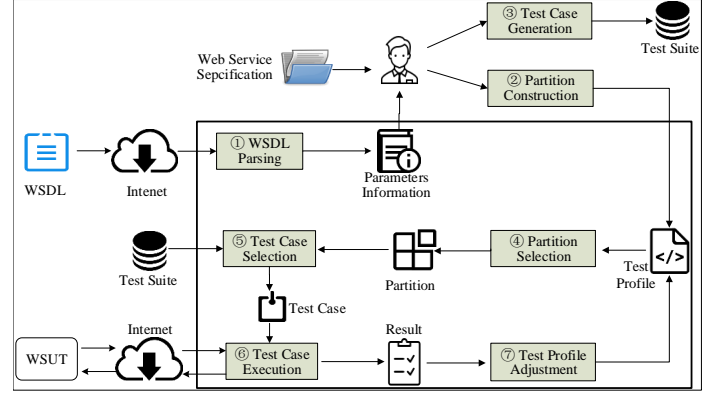 ③ Test Case
Generation
Test Suite
Web Service
Sepcification
② Partition
Construction
① WSDL
Parsing
WSDL
Intenet
Parameters
Information
⑤ Test Case
Selection
④ Partition
Selection
Test
Profile
</>
Test Suite
Partition
Test Case
Internet
Result
WSUT
⑥ Test Case
Execution
⑦ Test Profile
Adjustment